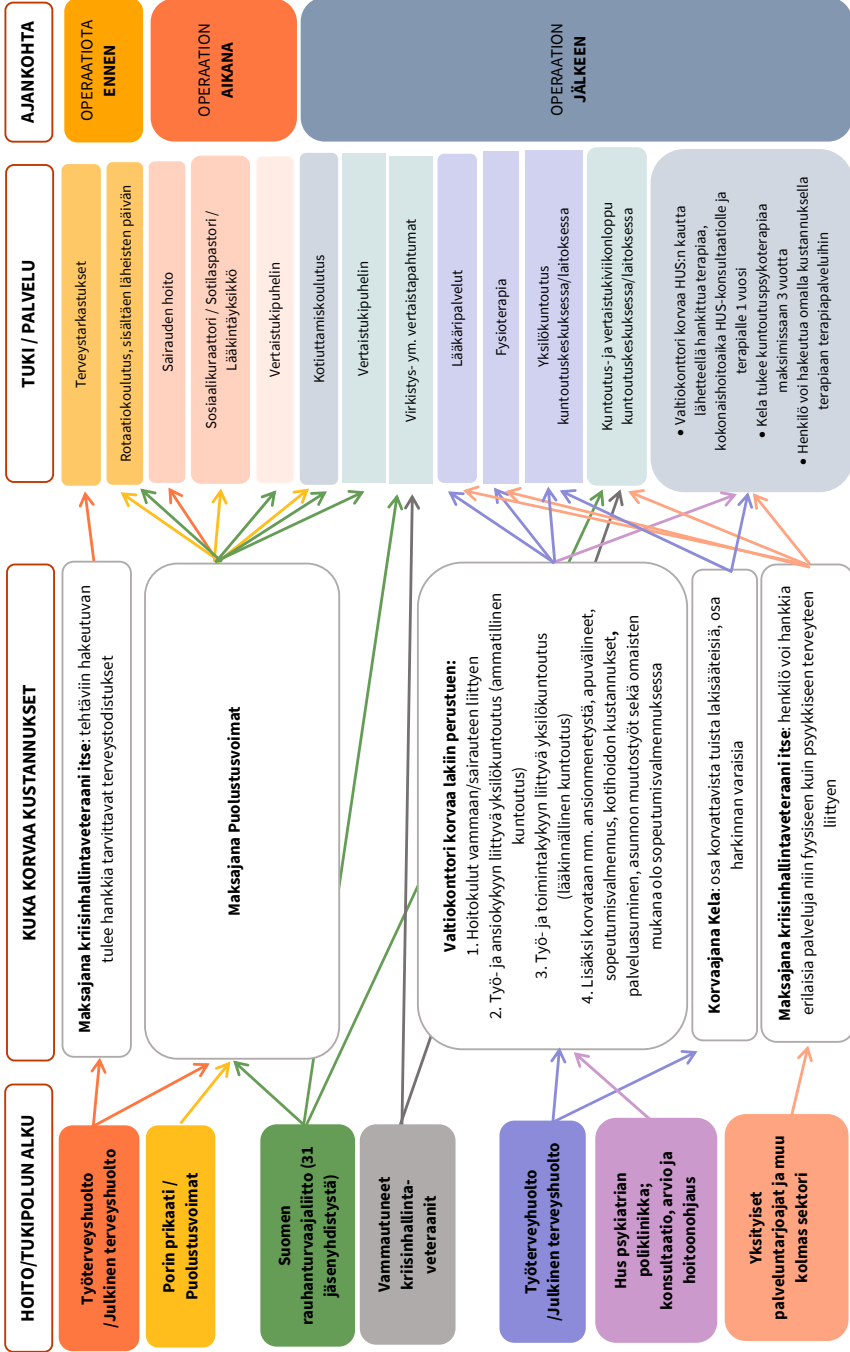 HOITO/TUKIPOLUN ALKU
KUKA KORVAA KUSTANNUKSET
TUKI / PALVELU
AJANKOHTA
Työterveyshuolto
/Julkinen terveyshuolto
Porin prikaati /
Puolustusvoimat
Suomen
rauhanturvaajaliitto (31
jäsenyhdistystä)
Vammautuneet
kriisinhallinta-
veteraanit
Työterveyhuolto
/Julkinen terveyshuolto
Hus psykiatrian
poliklinikka;
konsultaatio, arvio ja
hoitoonohjaus
Yksityiset
palveluntarjoajat ja muu
kolmas sektori
Maksajana kriisinhallintaveteraani itse: tehtäviin hakeutuvan
tulee hankkia tarvittavat terveystodistukset
Maksajana Puolustusvoimat
Valtiokonttori korvaa lakiin perustuen:
1. Hoitokulut vammaan/sairauteen liittyen
2. Työ- ja ansiokykyyn liittyvä yksilökuntoutus (ammatillinen
kuntoutus)
3. Työ- ja toimintakykyyn liittyvä yksilökuntoutus
(lääkinnällinen kuntoutus)
4. Lisäksi korvataan mm. ansionmenetystä, apuvälineet,
sopeutumisvalmennus, kotihoidon kustannukset,
palveluasuminen, asunnon muutostyöt sekä omaisten
mukana olo sopeutumisvalmennuksessa
Korvaajana Kela: osa korvattavista tuista lakisääteisiä, osa
harkinnan varaisia
Maksajana kriisinhallintaveteraani itse: henkilö voi hankkia
erilaisia palveluja niin fyysiseen kuin psyykkiseen terveyteen
liittyen
Terveystarkastukset
Rotaatiokoulutus, sisältäen läheisten päivän
Sairauden hoito
Sosiaalikuraattori / Sotilaspastori /
Lääkintäyksikkö
Vertaistukipuhelin
Kotiuttamiskoulutus
Vertaistukipuhelin
Virkistys- ym. vertaistapahtumat
Lääkäripalvelut
Fysioterapia
Yksilökuntoutus
kuntoutuskeskuksessa/laitoksessa
Kuntoutus- ja vertaistukiviikonloppu
kuntoutuskeskuksessa/laitoksessa
• Valtiokonttori korvaa HUS:n kautta
lähetteellä hankittua terapiaa,
kokonaishoitoaika HUS-konsultaatiolle ja
terapialle 1 vuosi
• Kela tukee kuntoutuspsykoterapiaa
maksimissaan 3 vuotta
• Henkilö voi hakeutua omalla kustannuksella
terapiaan terapiapalveluihin
OPERAATIOTA
ENNEN
OPERAATION
AIKANA
OPERAATION
JÄLKEEN